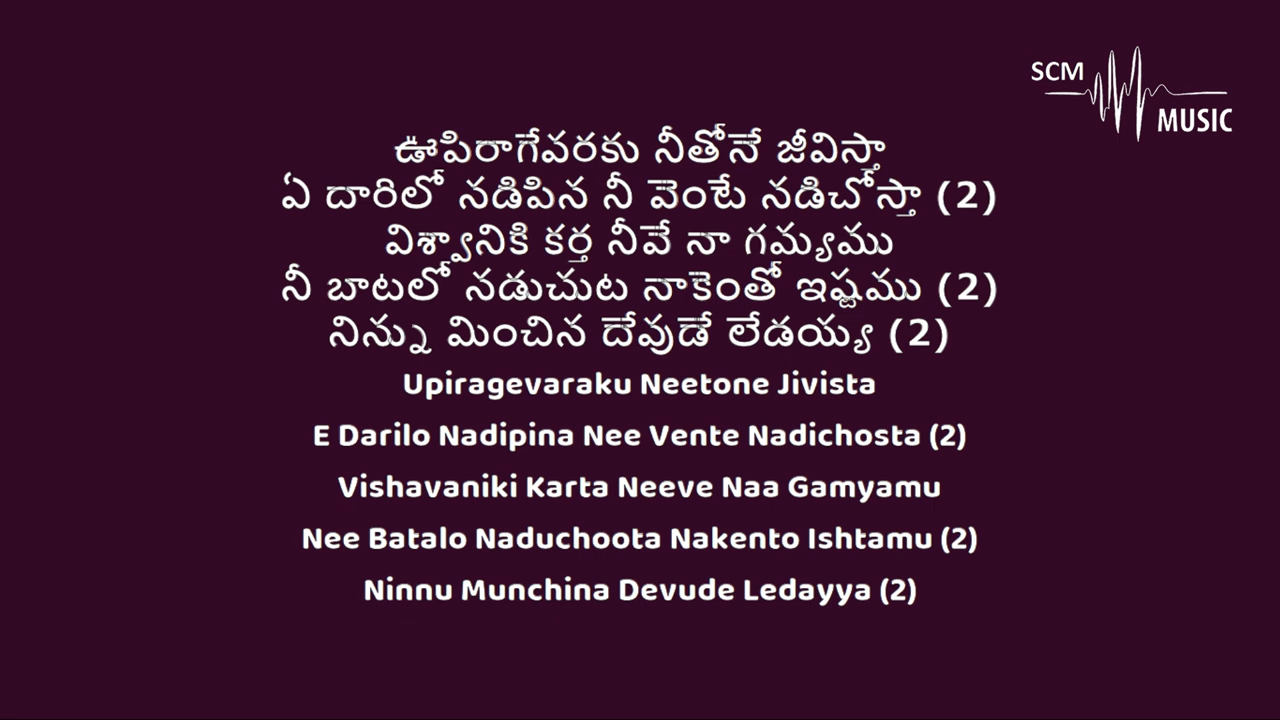 SCM
MUSIC
ఊపిరాగేవరకు నీతోనే జీవిస్తా
ఏ దారిలో నడిపిన నీ వెంటే నడిచోస్తా (2)
విశ్వానికి కర్త నీవే నా గమ్యము
నీ బాటలో నడుచుట నాకెంతో ఇష్టము (2)
నిన్ను మించిన దేవుడే లేడయ్య (2)
Upiragevaraku Neetone Jivista
E Darilo Nadipina Nee Vente Nadichosta (2)
Vishavaniki Karta Neeve Naa Gamyamu
Nee Batalo Naduchoota Nakento Ishtamu (2)
Ninnu Munchina Devude Ledayya (2)